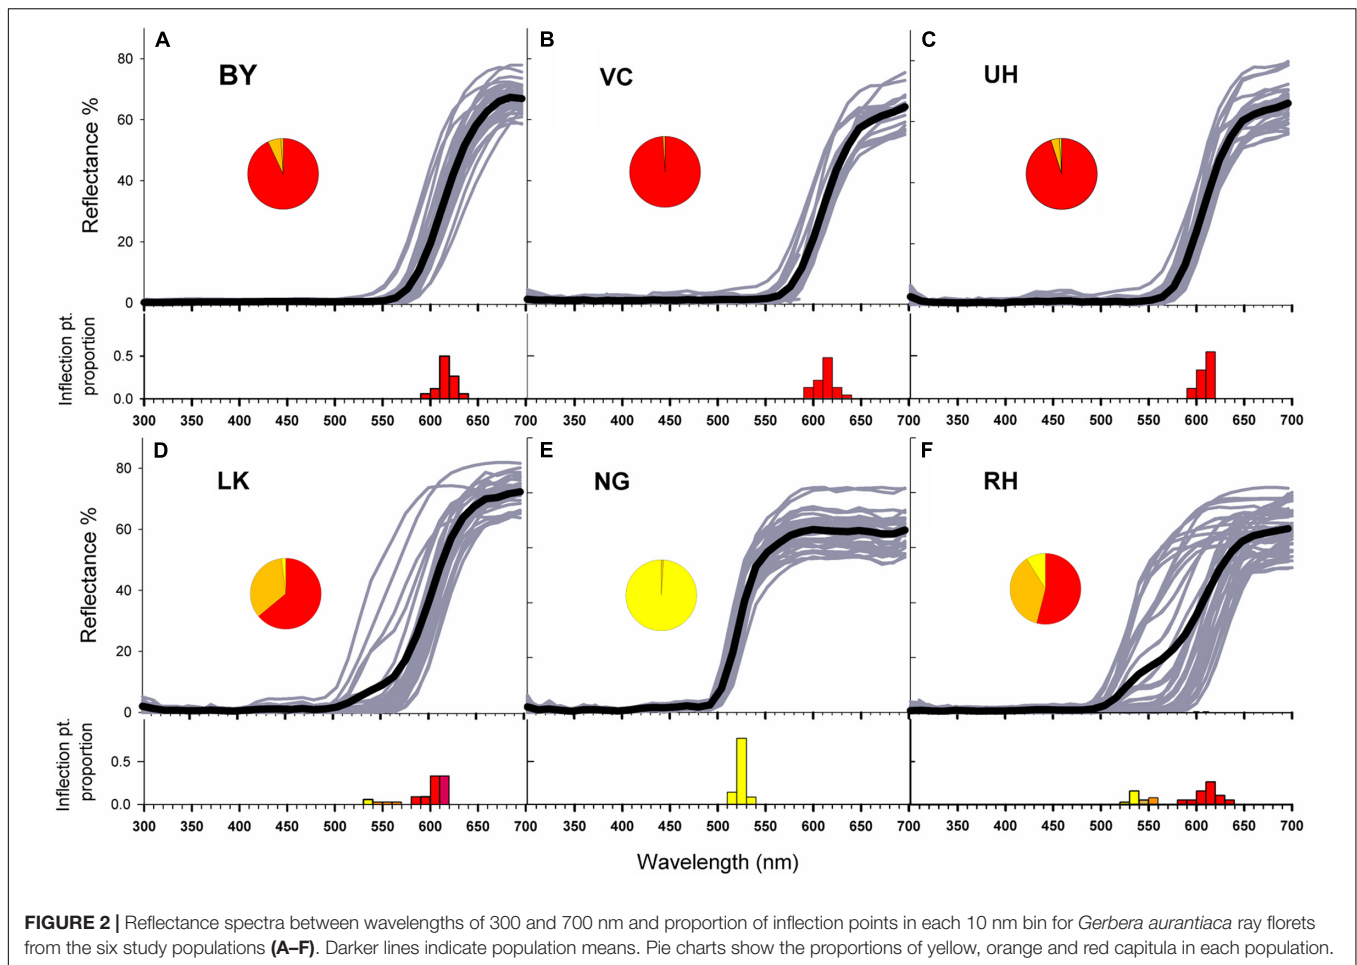 A B C
BY VC UH
Reflectance %
80
60
40
20
0
Inflection pt.
proportion
0.5
0.0
300 350 400 450 500 550 600 650 700 350 400 450 500 550 600 650 700 350 400 450 500 550 600 650 700
D E F
LK NG RH
Reflectance %
80
60
40
20
0
Inflection pt.
proportion
0.5
0.0
300 350 400 450 500 550 600 650 700 350 400 450 500 550 600 650 700 350 400 450 500 550 600 650 700
Wavelength (nm)
FIGURE 2 | Reflectance spectra between wavelengths of 300 and 700 nm and proportion of inflection points in each 10 nm bin for Gerbera aurantiaca ray florets
from the six study populations (A–F). Darker lines indicate population means. Pie charts show the proportions of yellow, orange and red capitula in each population.